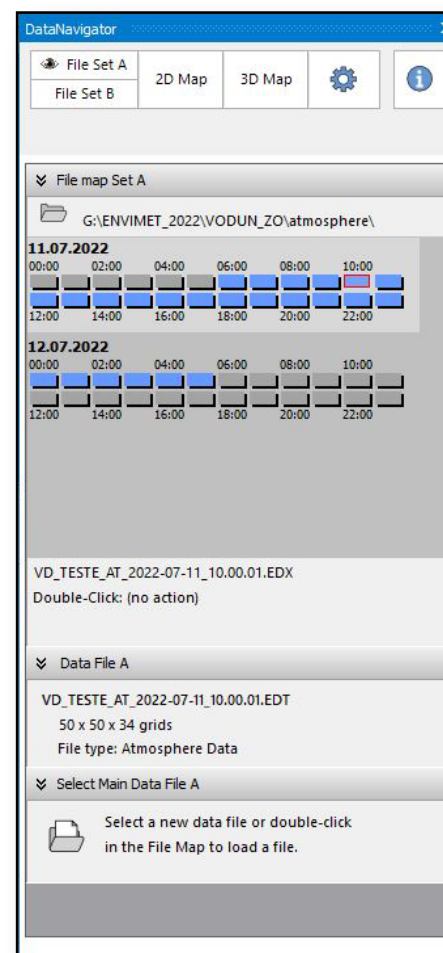 DataNavigator
File Set A
File Set B
2D Map
3D Map
File map Set A
G:\ENVIMET_2022\VODUN_ZO\atmosphere\
11.07.2022
00:00 02:00 04:00 06:00 08:00 10:00
12:00 14:00 16:00 18:00 20:00 22:00
12.07.2022
00:00 02:00 04:00 06:00 08:00 10:00
12:00 14:00 16:00 18:00 20:00 22:00
VD_TESTE_AT_2022-07-11_10.00.01.EDX
Double-Click: (no action)
Data File A
VD_TESTE_AT_2022-07-11_10.00.01.EDT
50 x 50 x 34 grids
File type: Atmosphere Data
Select Main Data File A
Select a new data file or double-click
in the File Map to load a file.